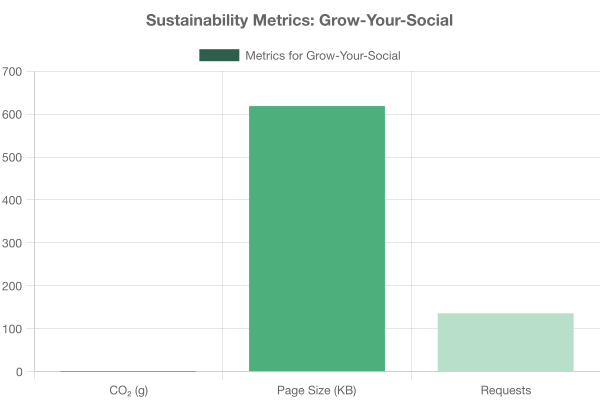 Sustainability Metrics: Grow-Your-Social
Metrics for Grow-Your-Social
700
600
500
400
300
200
100
0
CO₂ (g)
Page Size (KB)
Requests